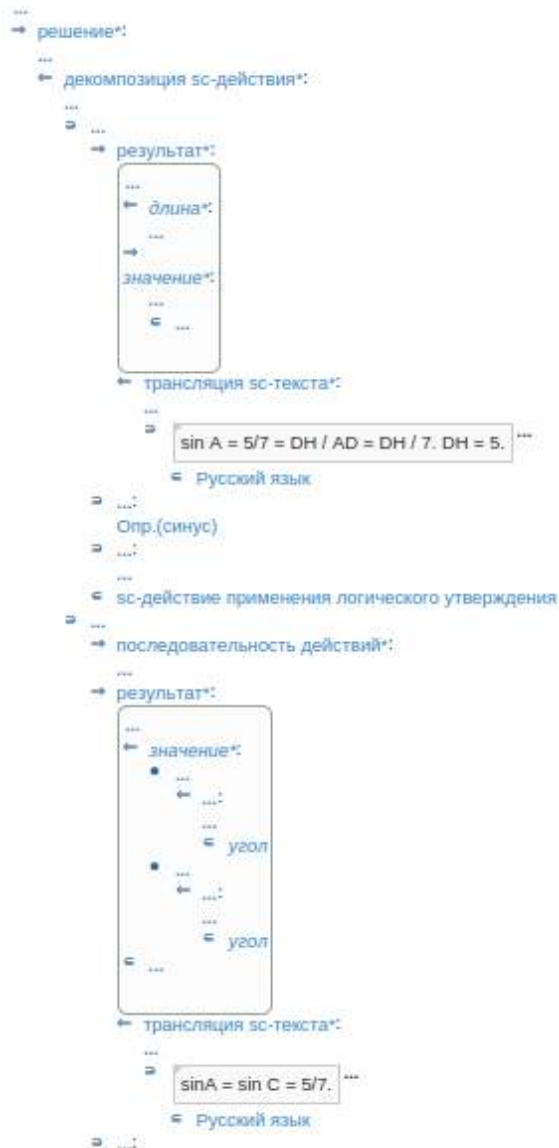 ...
решение*:
...
декомпозиция sc-действия*:
...
...
результат*:
...
длина*:
...
значение*:
...
...
трансляция sc-текста*:
...
sin A = 5/7 = DH / AD = DH / 7. DH = 5. ...
Русский язык
...:
Опр.(синус)
...:
...
sc-действие применения логического утверждения
...
последовательность действий*:
...
результат*:
...
значение*:
...
...:
...
угол
...
...:
...
угол
...
трансляция sc-текста*:
...
sinA = sin C = 5/7. ...
Русский язык
...: